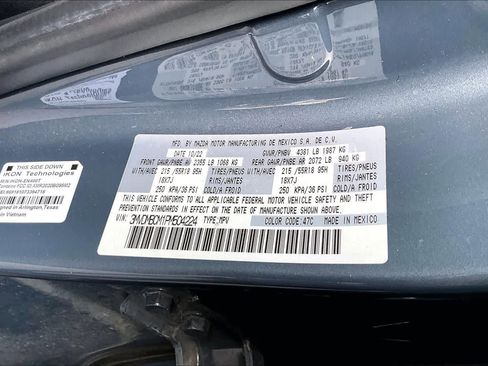 MFD. BY MAZDA MOTOR MANUFACTURING DE MEXICO S.A. DE C.V.
DATE 10/22 GVWR/PNBV 4381 LB 1987 KG
FRONT GAWR/PNBE AV 2355 LB 1068 KG REAR GAWR/PNBE AR 2072 LB 940 KG
WITH/AVEC 215 /55R18 95H TIRES/PNEUS WITH/AVEC 215 /55R18 95H TIRES/PNEUS
18X7J RIMS/JANTES 18X7J RIMS/JANTES
250 KPA/36 PSI COLD/FROID 250 KPA/36 PSI COLD/FROID
THIS VEHICLE CONFORMS TO ALL APPLICABLE FEDERAL MOTOR VEHICLE SAFETY AND THEFT
PREVENTION STANDARDS IN EFFECT ON THE DATE OF MANUFACTURE SHOWN ABOVE.
VIN: TYPE/MPV COLOR CODE: 47C MADE IN MEXICO
THIS SIDE DOWN
IKON Technologies
Designed in Arlington, Texas
in Vietnam